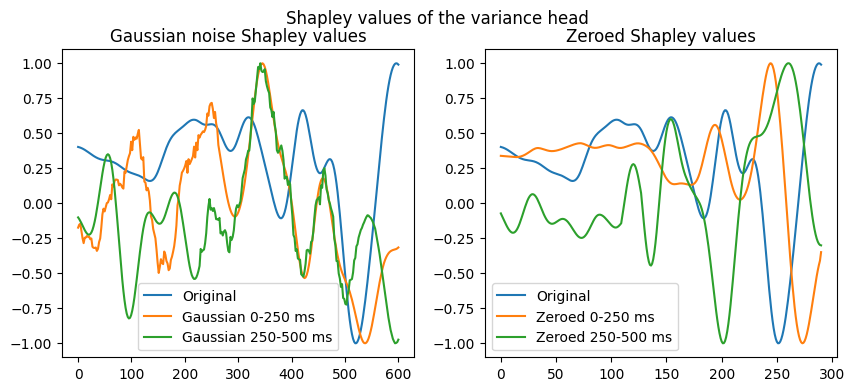 Shapley values of the variance head
Gaussian noise Shapley values
1.00
0.75
0.50
0.25
0.00
−0.25
−0.50
−0.75
−1.00
0 100 200 300 400 500 600
Original
Gaussian 0-250 ms
Gaussian 250-500 ms
Zeroed Shapley values
1.00
0.75
0.50
0.25
0.00
−0.25
−0.50
−0.75
−1.00
0 50 100 150 200 250 300
Original
Zeroed 0-250 ms
Zeroed 250-500 ms